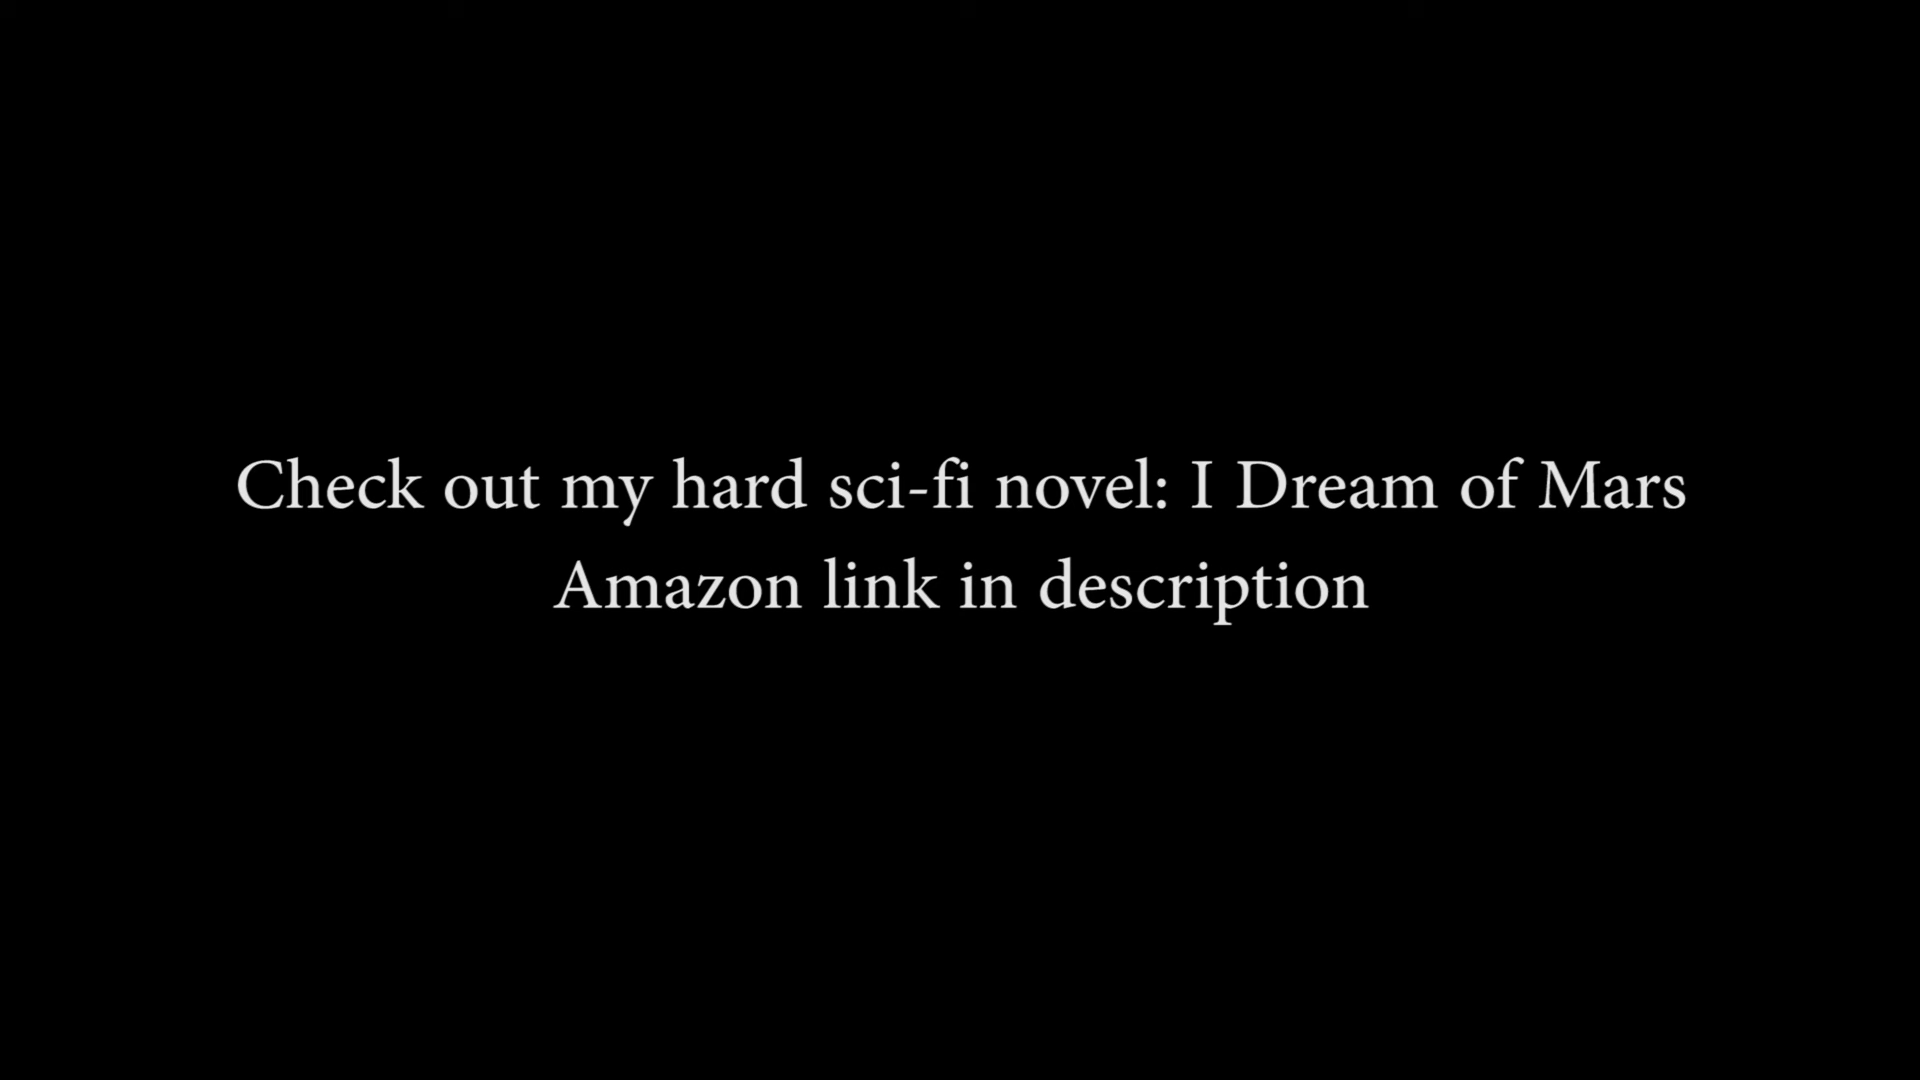 Check out my hard sci-fi novel: I Dream of Mars
Amazon link in description